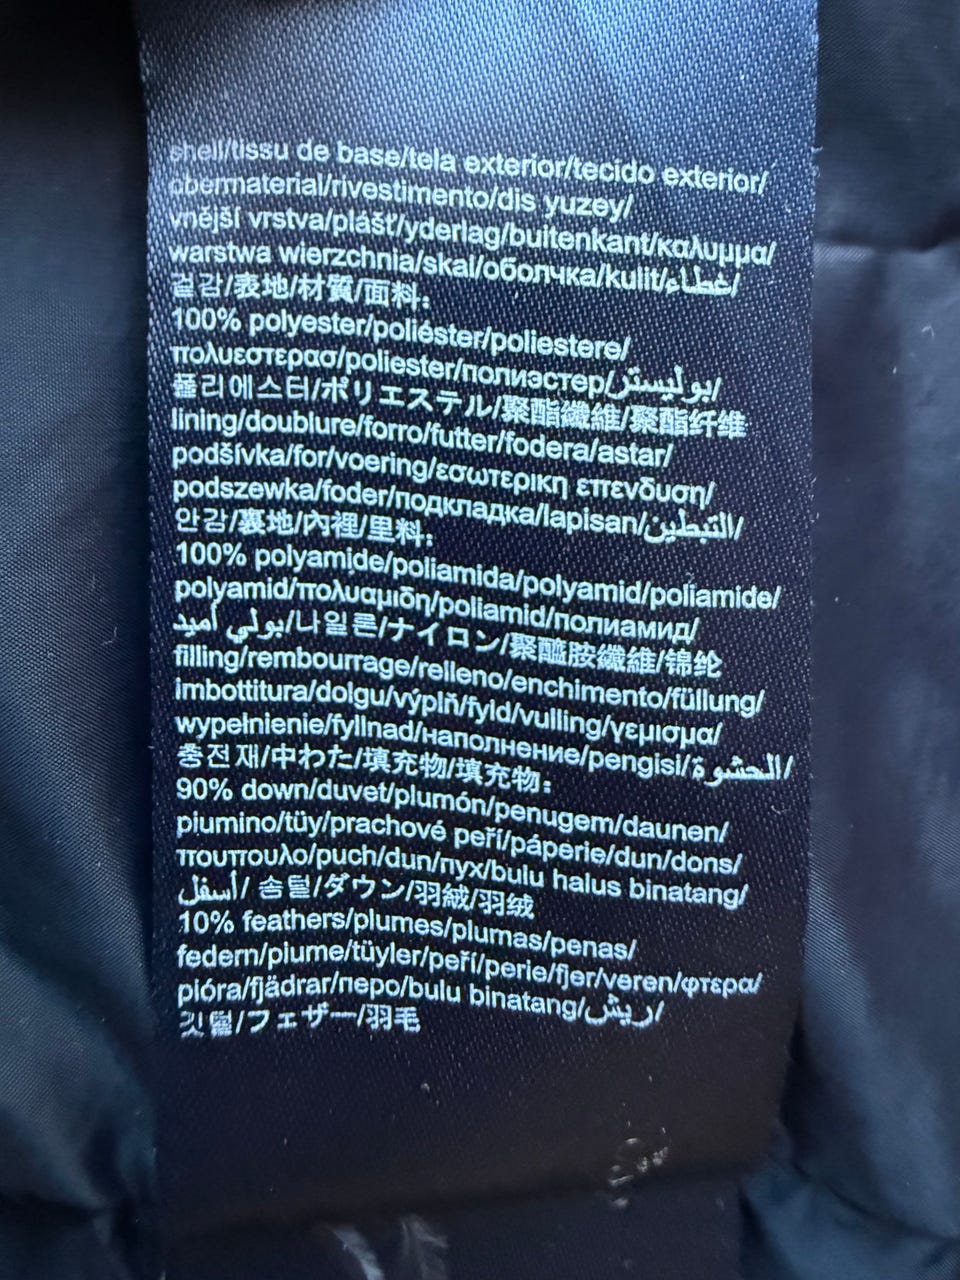 shell/tissu de base/tela exterior/tecido exterior/
obermaterial/rivestimento/dis yuzey/
vnější vrstva/plášť/yderlag/buitenkant/καλυμμα/
warstwa wierzchnia/skal/оболчка/kulit/غطاء/
겉감/表地/材質/面料:
100% polyester/poliéster/poliestere/
πολυεστερασ/poliester/полиэстер/بوليستر/
폴리에스터/ポリエステル/聚酯纖維/聚酯纤维
lining/doublure/forro/futter/fodera/astar/
podšívka/for/voering/εσωτερικη επενδυση/
podszewka/foder/подкладка/lapisan/التبطين/
안감/裏地/內裡/里料:
100% polyamide/poliamida/polyamid/poliamide/
polyamid/πολυαμιδη/poliamid/полиамид/
بولي أميد/나일론/ナイロン/聚醯胺纖維/锦纶
filling/rembourrage/relleno/enchimento/füllung/
imbottitura/dolgu/výplň/fyld/vulling/γεμισμα/
wypełnienie/fyllnad/наполнение/pengisi/الحشوة/
충전재/中わた/填充物/填充物:
90% down/duvet/plumón/penugem/daunen/
piumino/tüy/prachové peří/páperie/dun/dons/
πουπουλο/puch/dun/пух/bulu halus binatang/
أسفل/ 솜털/ダウン/羽絨/羽绒
10% feathers/plumes/plumas/penas/
federn/piume/tüyler/peří/perie/fjer/veren/φτερα/
pióra/fjädrar/перо/bulu binatang/ريش/
깃털/フェザー/羽毛